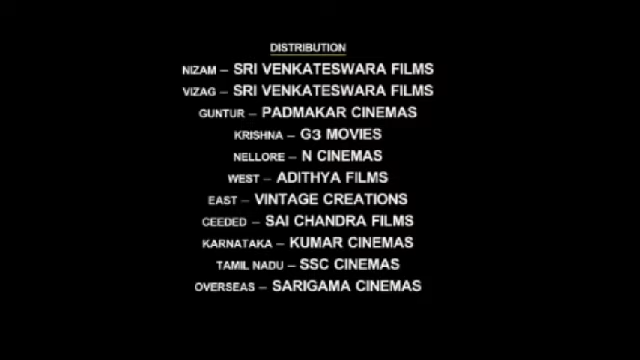 DISTRIBUTION
NIZAM – SRI VENKATESWARA FILMS
VIZAG – SRI VENKATESWARA FILMS
GUNTUR – PADMAKAR CINEMAS
KRISHNA – G3 MOVIES
NELLORE – N CINEMAS
WEST – ADITHYA FILMS
EAST – VINTAGE CREATIONS
CEEDED – SAI CHANDRA FILMS
KARNATAKA – KUMAR CINEMAS
TAMIL NADU – SSC CINEMAS
OVERSEAS – SARIGAMA CINEMAS